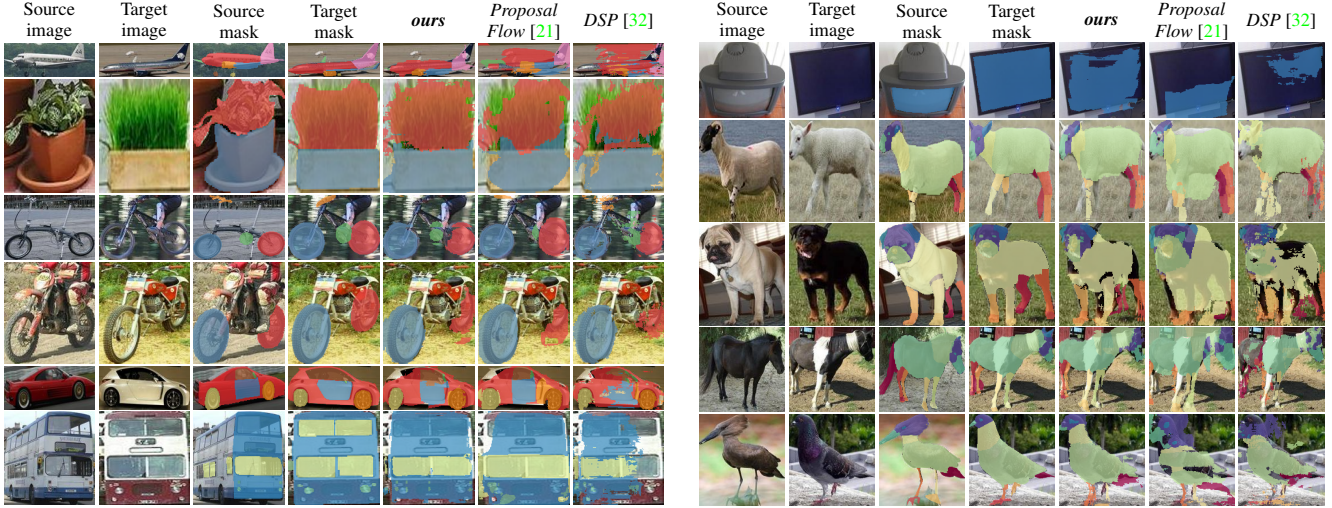 Source image
Target image
Source mask
Target mask
ours
Proposal Flow [21]
DSP [32]
Source image
Target image
Source mask
Target mask
ours
Proposal Flow [21]
DSP [32]